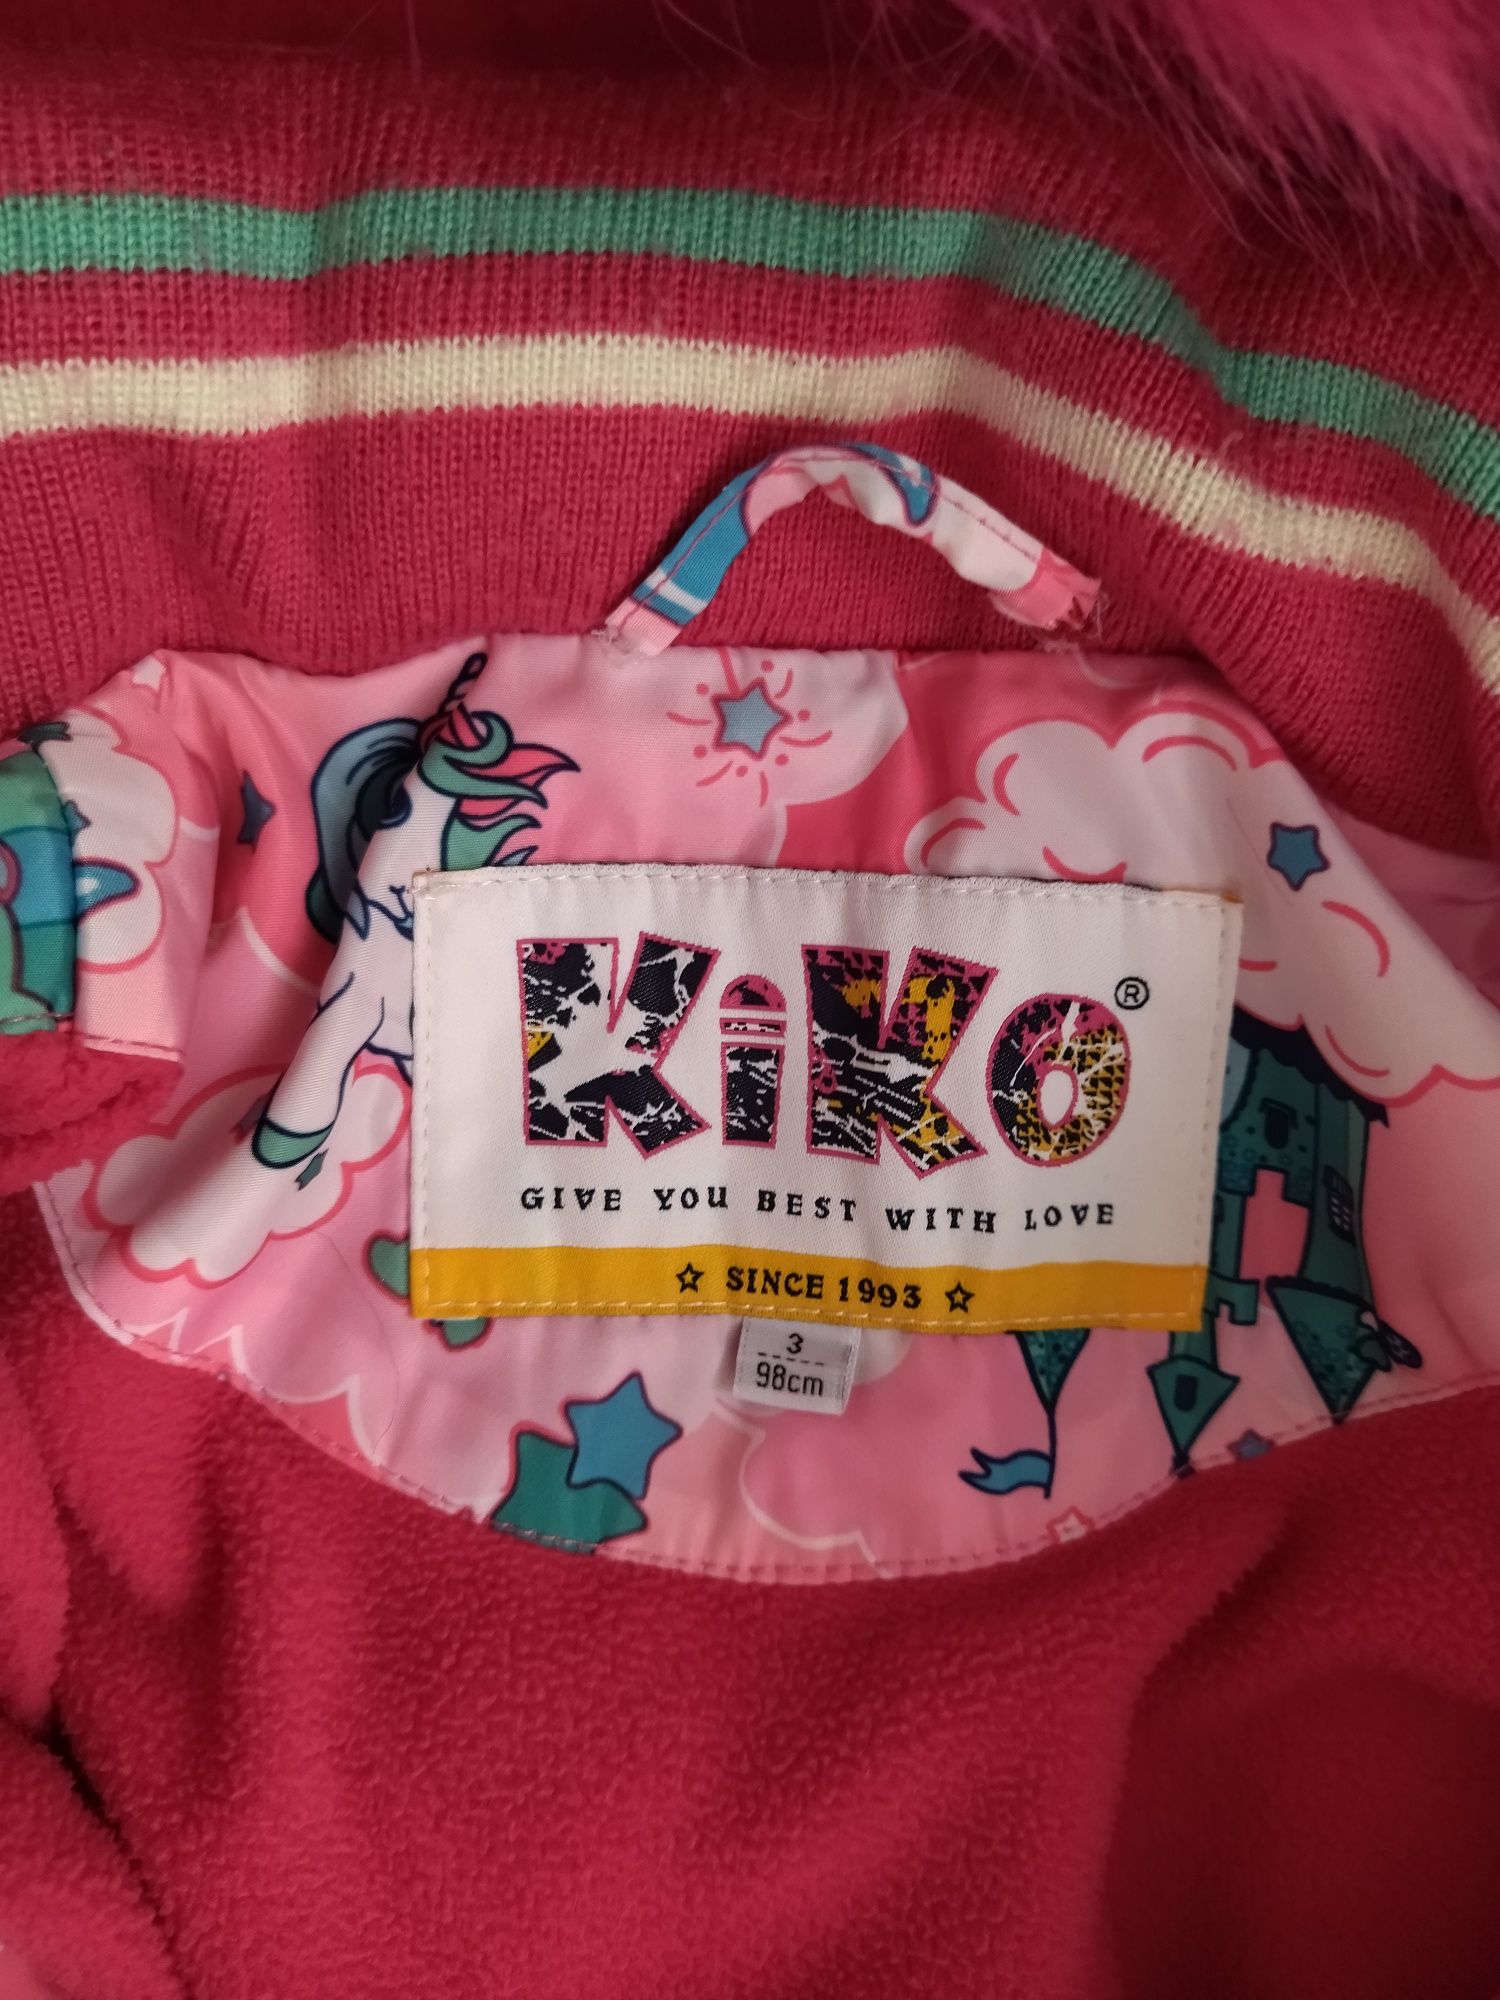 KiKo ®
GIVE YOU BEST WITH LOVE
☆ SINCE 1993 ☆
3
98cm